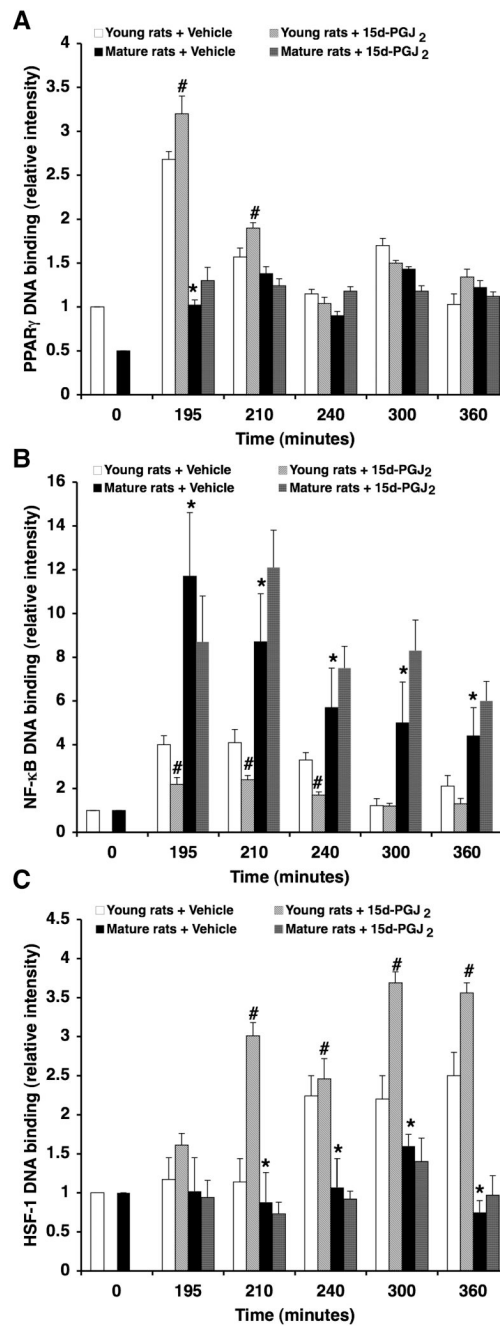 A
Young rats + Vehicle
Young rats + 15d-PGJ2
Mature rats + Vehicle
Mature rats + 15d-PGJ2
PPARγ DNA binding (relative intensity)
4
3.5
3
2.5
2
1.5
1
0.5
0
#
*
#
0 195 210 240 300 360
Time (minutes)
B
Young rats + Vehicle
Young rats + 15d-PGJ2
Mature rats + Vehicle
Mature rats + 15d-PGJ2
NF-κB DNA binding (relative intensity)
16
14
12
10
8
6
4
2
0
#
*
#
*
#
*
*
*
0 195 210 240 300 360
Time (minutes)
C
Young rats + Vehicle
Young rats + 15d-PGJ2
Mature rats + Vehicle
Mature rats + 15d-PGJ2
HSF-1 DNA binding (relative intensity)
4.5
4
3.5
3
2.5
2
1.5
1
0.5
0
#
*
#
*
#
*
#
*
0 195 210 240 300 360
Time (minutes)